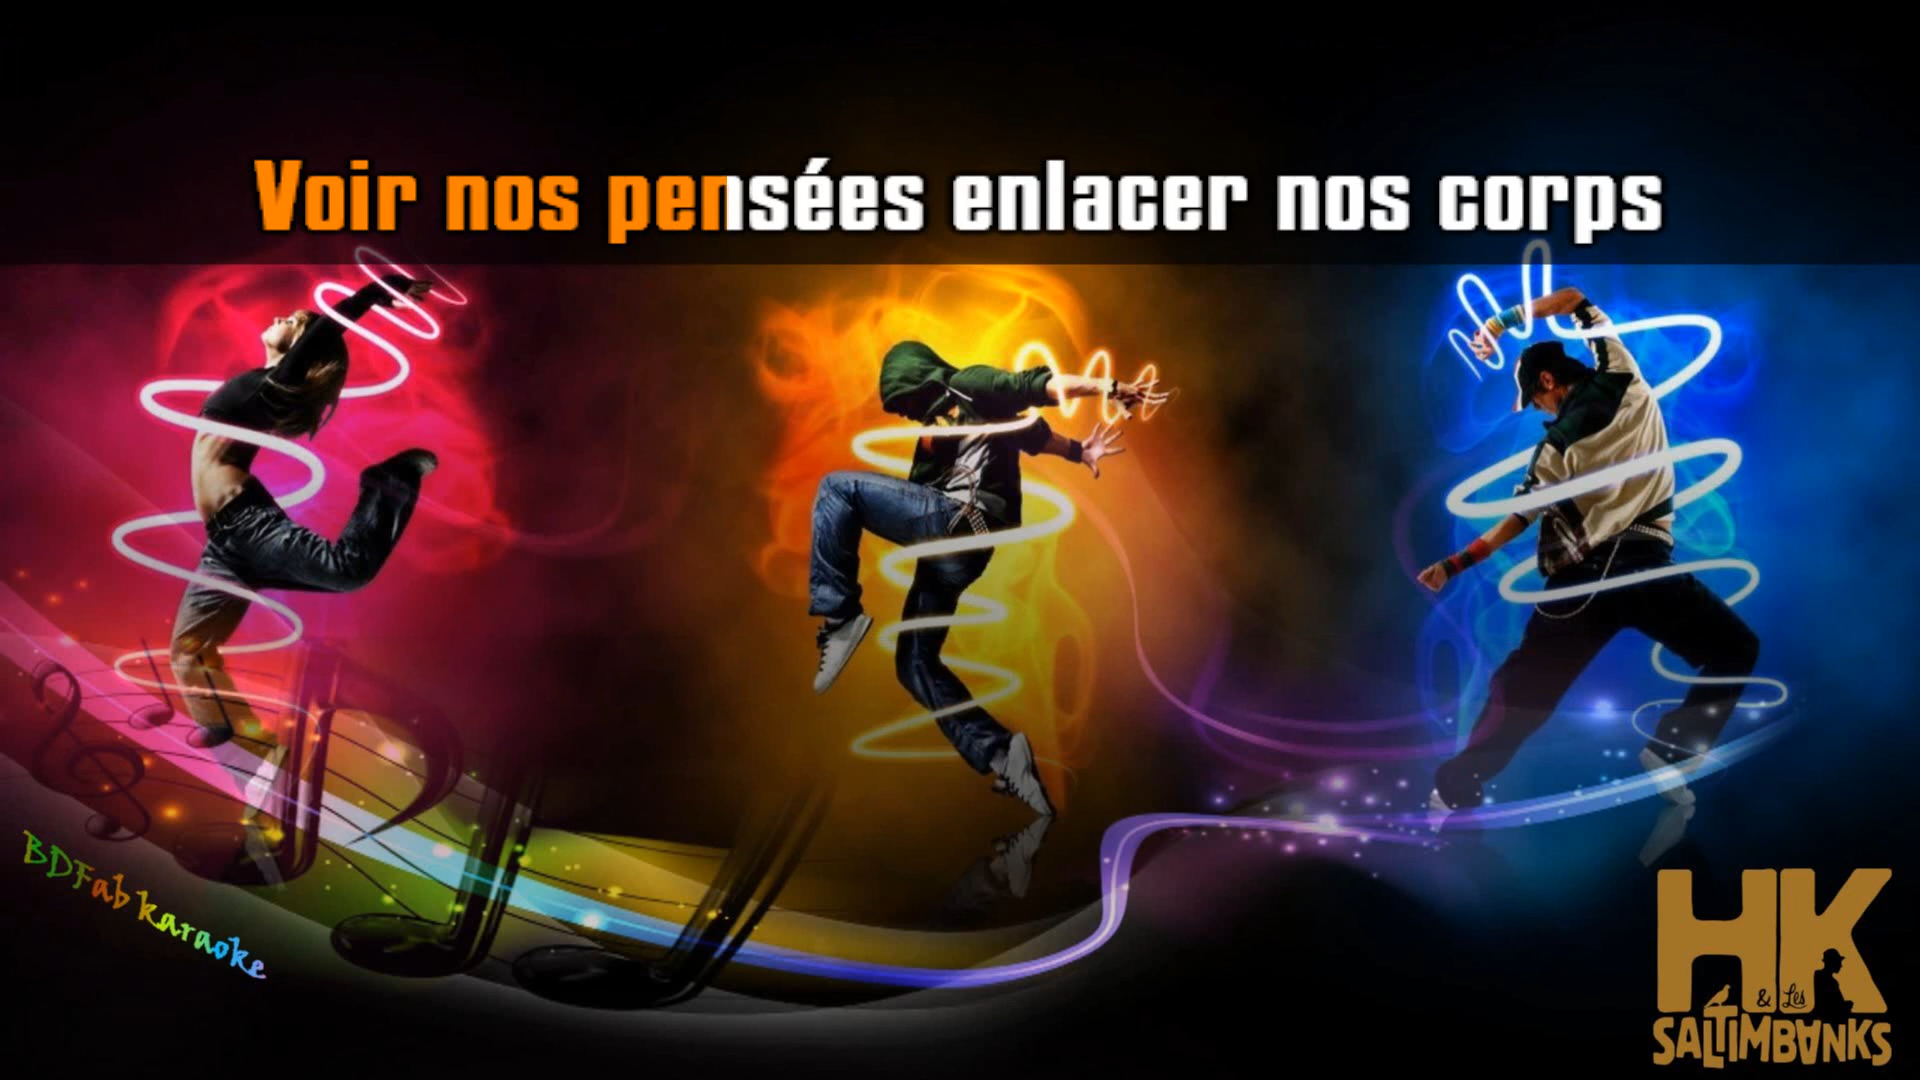 Voir nos pensées enlacer nos corps
BDFab karaoke
HK
& Les
SALTIMBANKS